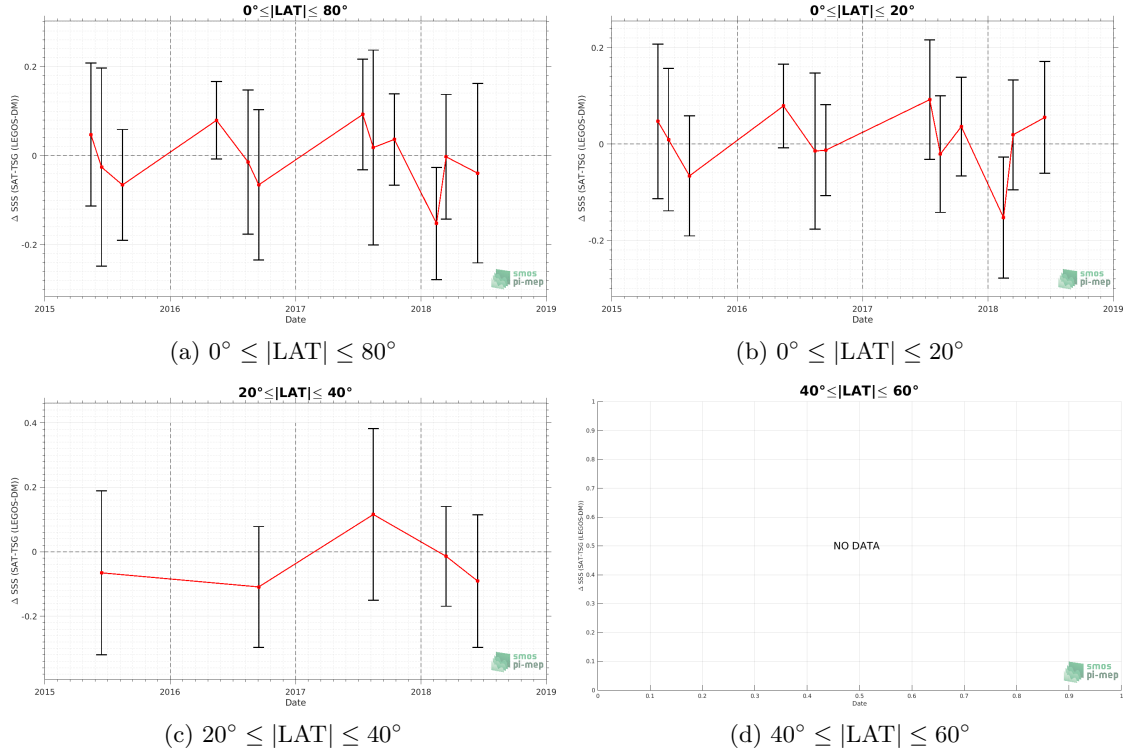 0°≤|LAT|≤ 80°
Δ SSS (SAT-TSG (LEGOS-DM))
0.2
0
-0.2
2015 2016 2017 2018 2019
Date
smos
pi-mep
(a) 0° ≤ |LAT| ≤ 80°
0°≤|LAT|≤ 20°
Δ SSS (SAT-TSG (LEGOS-DM))
0.2
0
-0.2
2015 2016 2017 2018 2019
Date
smos
pi-mep
(b) 0° ≤ |LAT| ≤ 20°
20°≤|LAT|≤ 40°
Δ SSS (SAT-TSG (LEGOS-DM))
0.4
0.2
0
-0.2
2015 2016 2017 2018 2019
Date
smos
pi-mep
(c) 20° ≤ |LAT| ≤ 40°
40°≤|LAT|≤ 60°
Δ SSS (SAT-TSG (LEGOS-DM))
1
0.9
0.8
0.7
0.6
0.5
0.4
0.3
0.2
0.1
0
NO DATA
0 0.1 0.2 0.3 0.4 0.5 0.6 0.7 0.8 0.9 1
Date
smos
pi-mep
(d) 40° ≤ |LAT| ≤ 60°